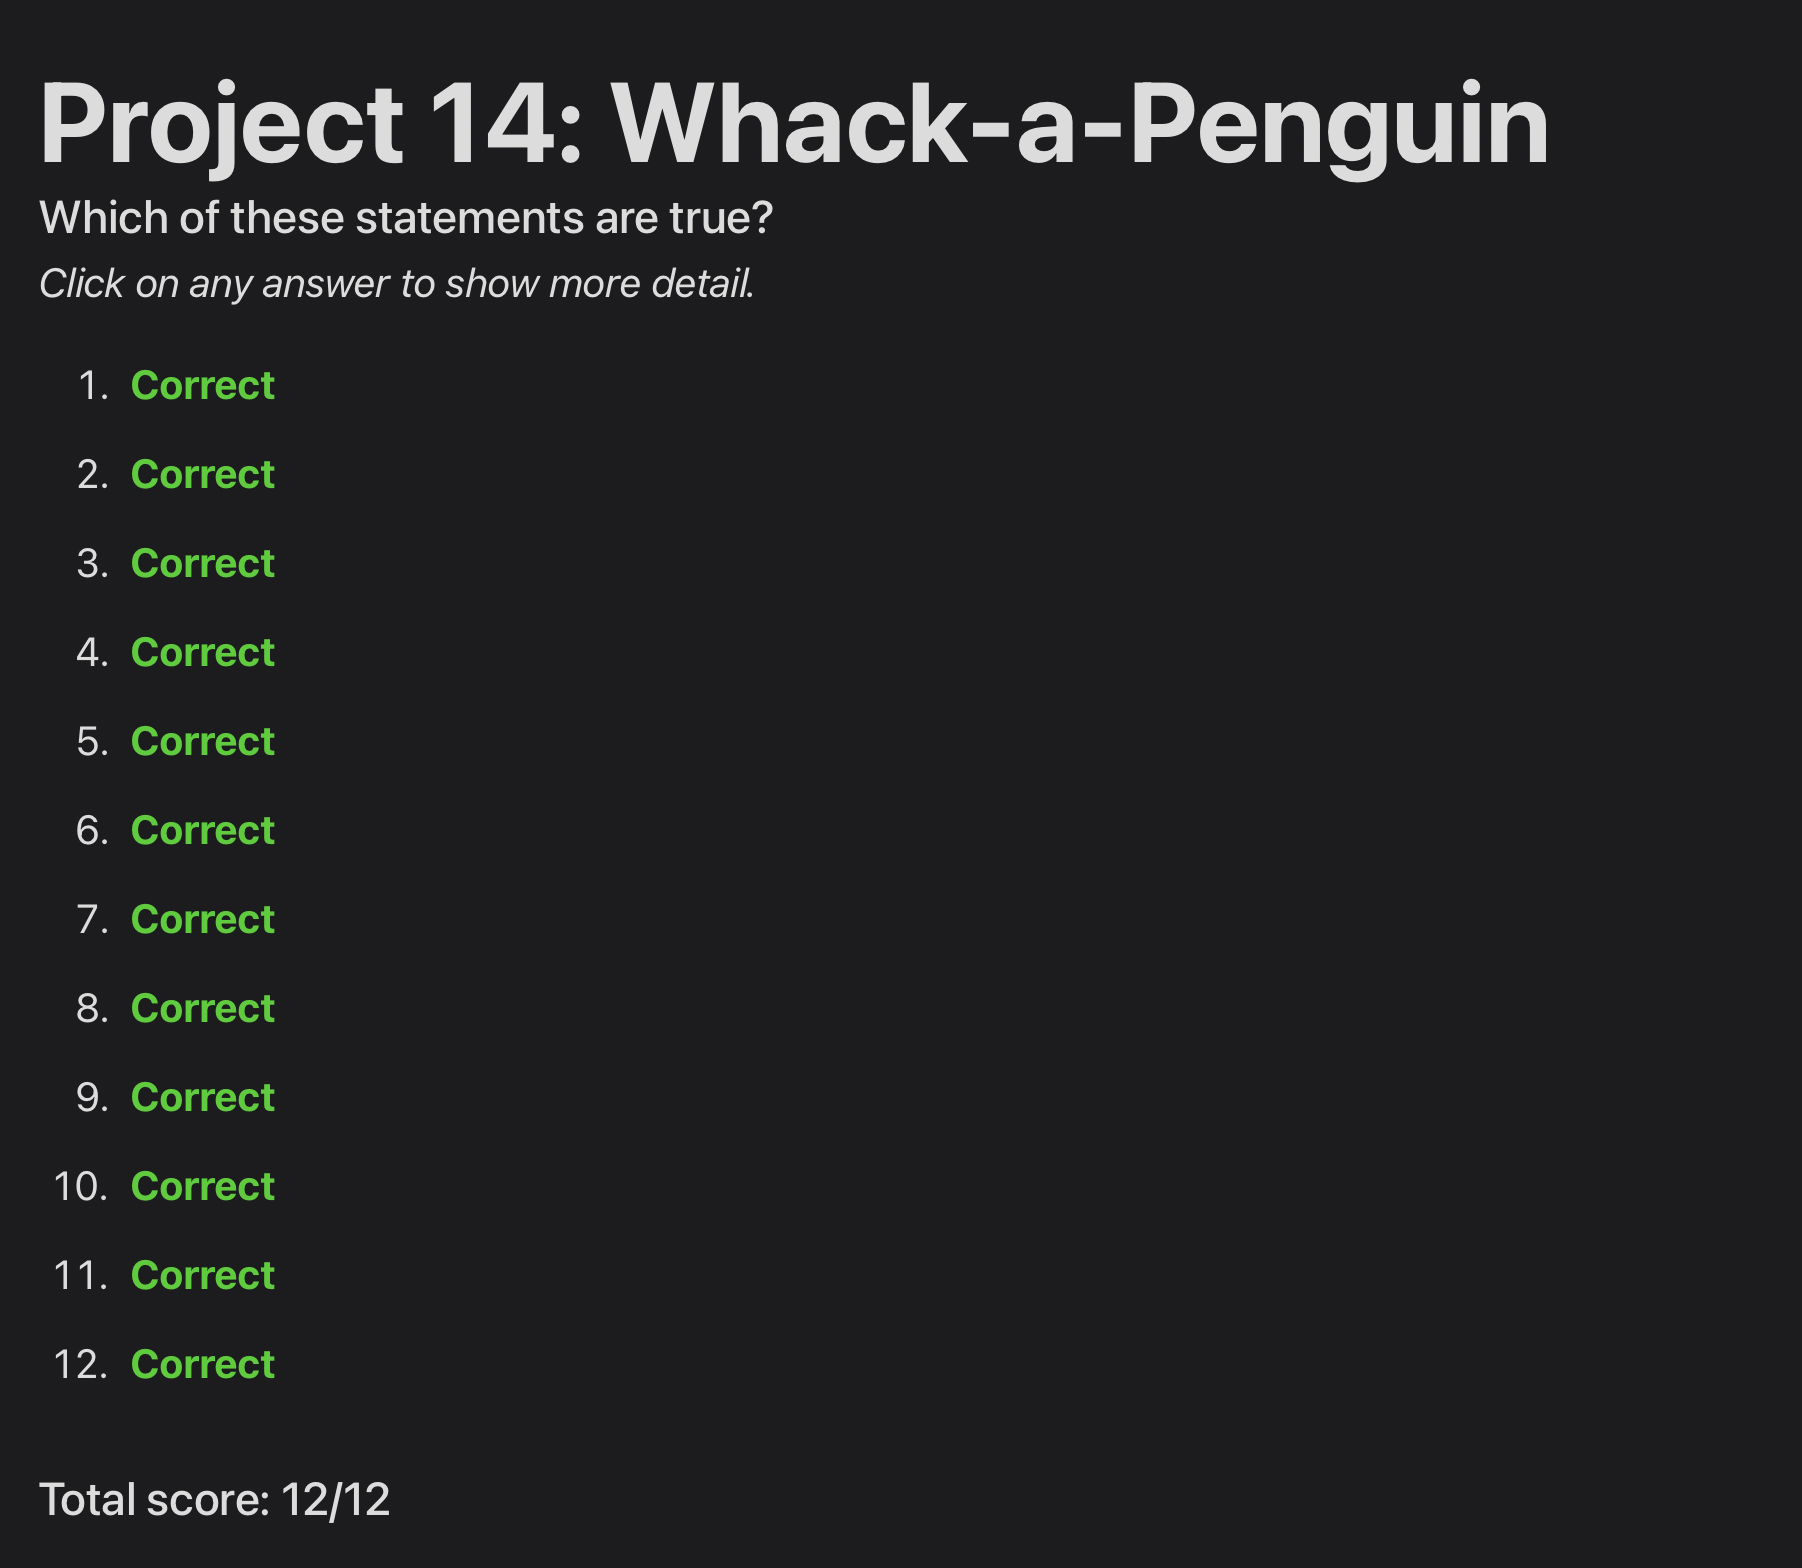 Project 14: Whack-a-Penguin
Which of these statements are true?
Click on any answer to show more detail.
1. Correct
2. Correct
3. Correct
4. Correct
5. Correct
6. Correct
7. Correct
8. Correct
9. Correct
10. Correct
11. Correct
12. Correct
Total score: 12/12